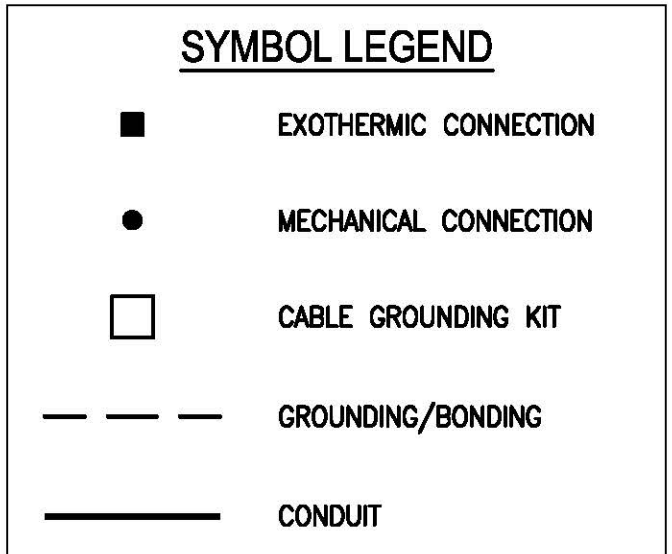 SYMBOL LEGEND
EXOTHERMIC CONNECTION
MECHANICAL CONNECTION
CABLE GROUNDING KIT
GROUNDING/BONDING
CONDUIT